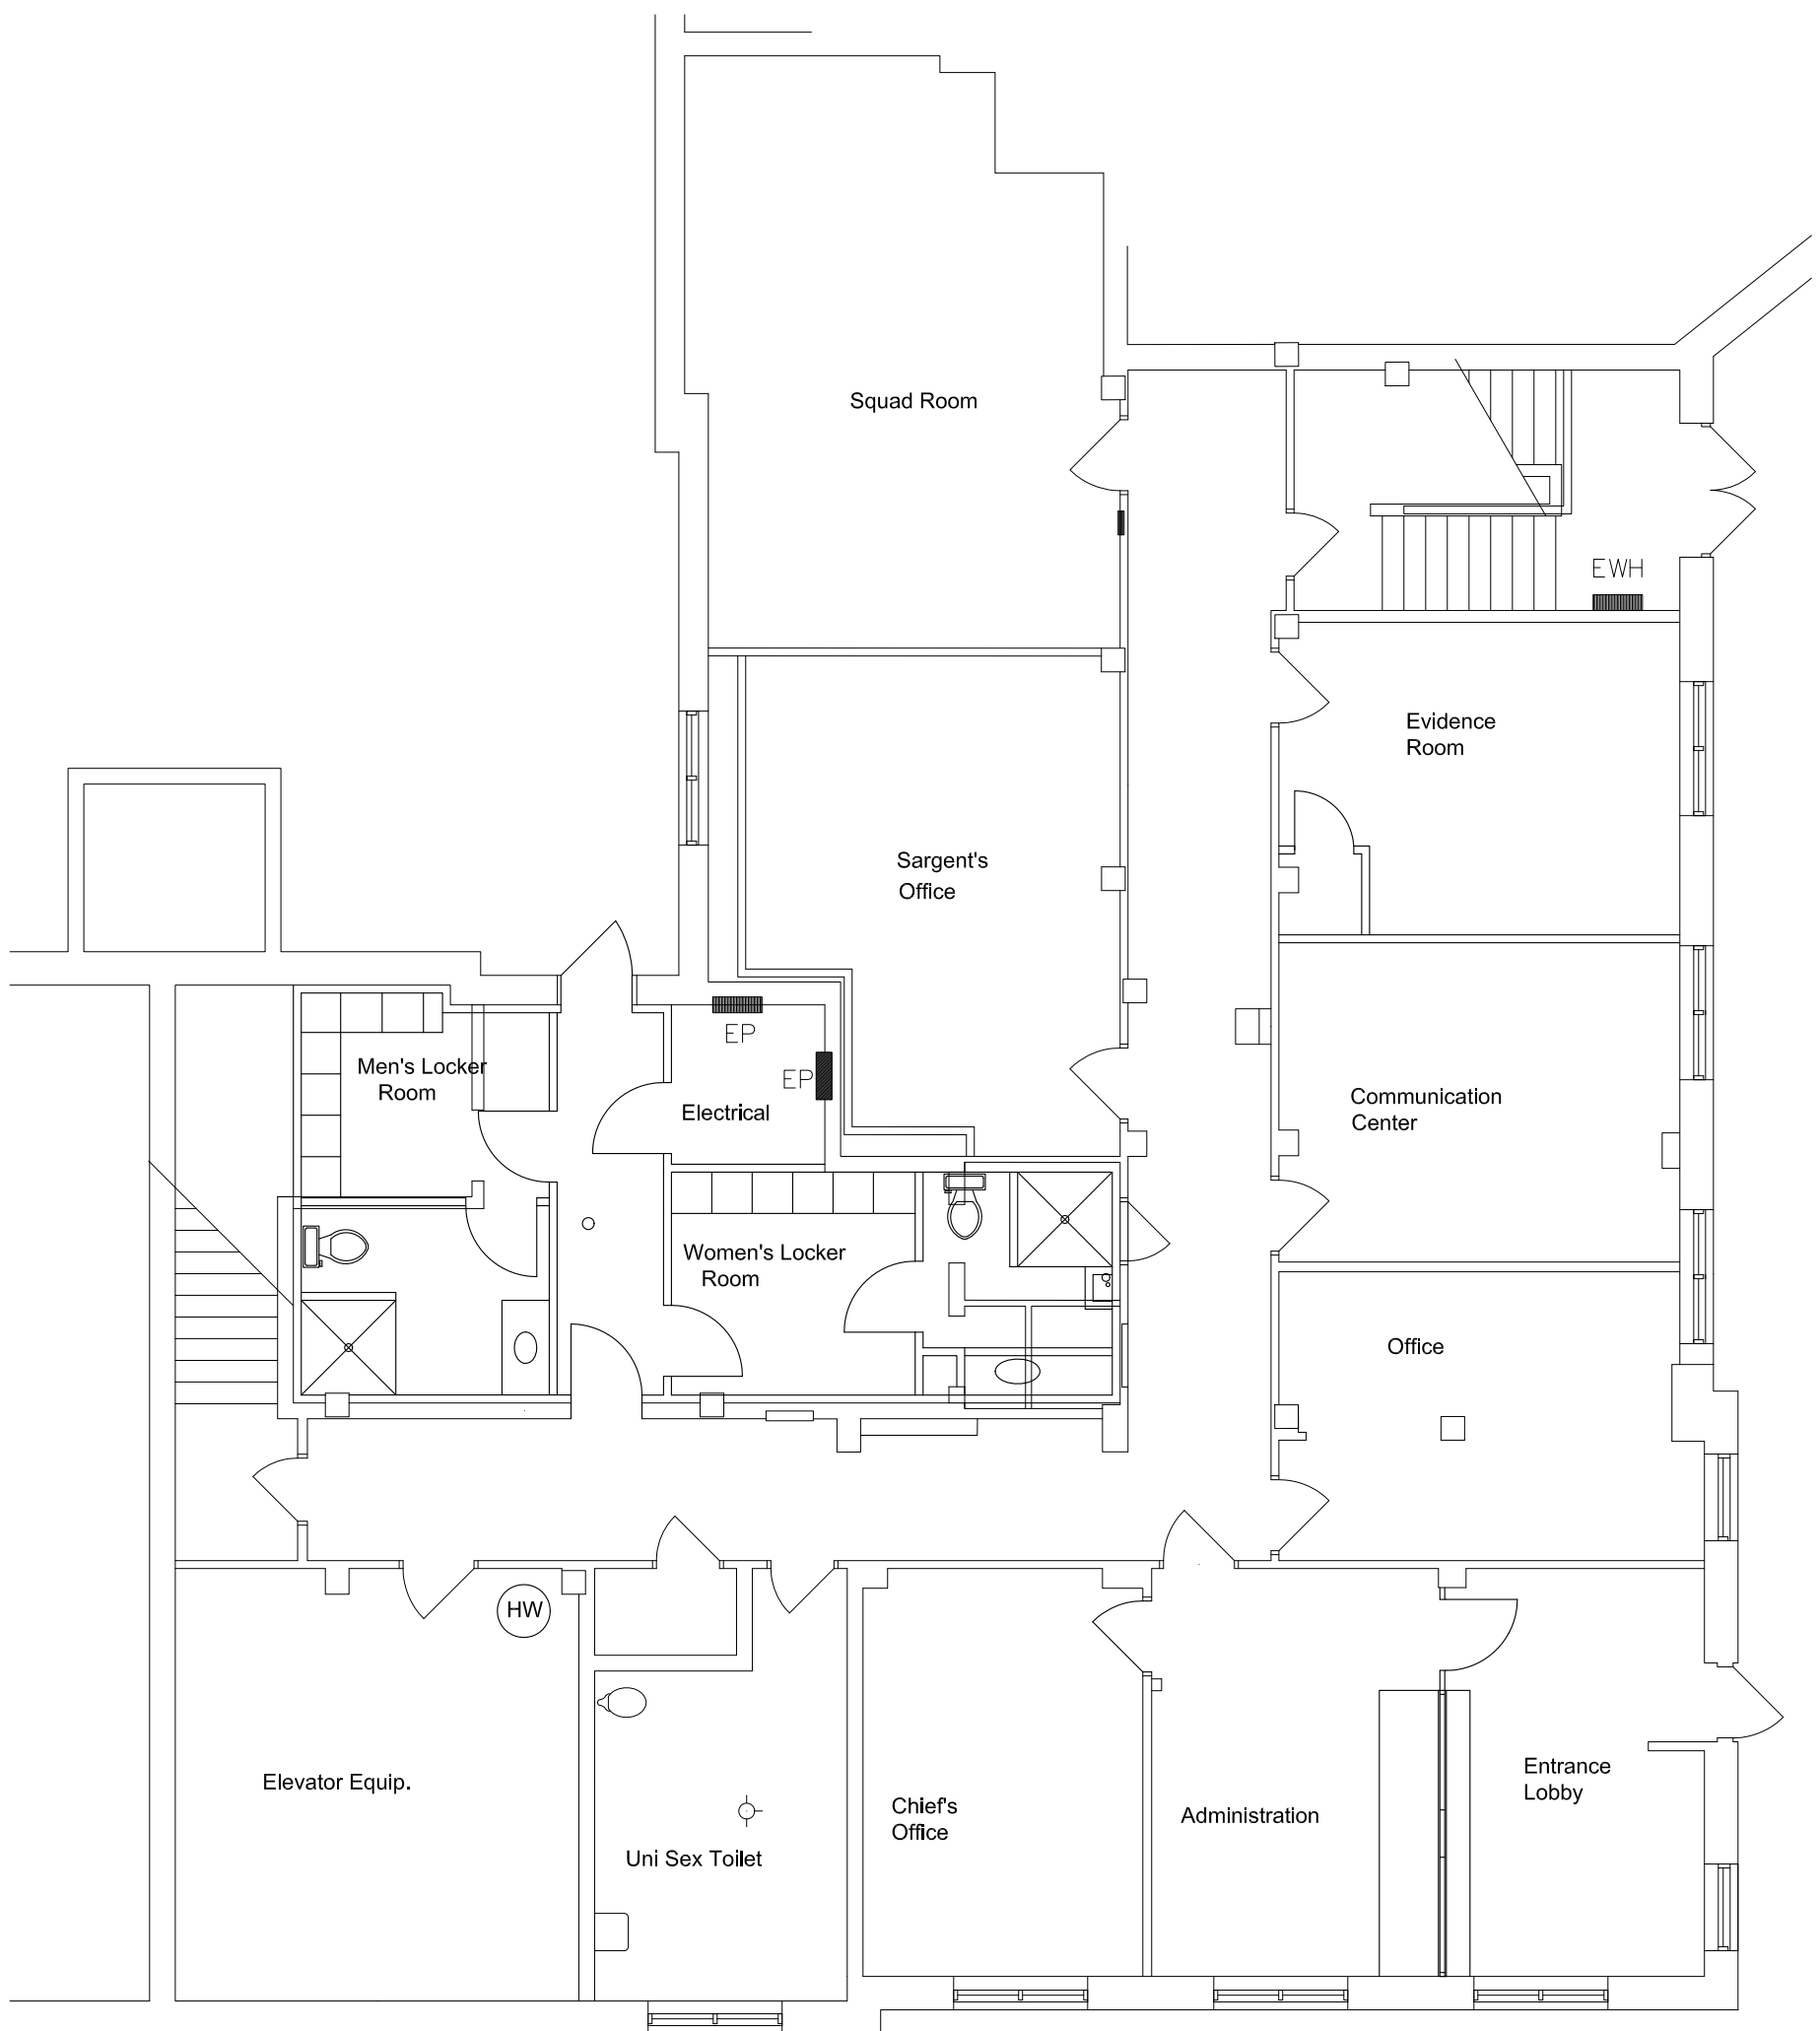 Squad Room
EWH
Evidence
Room
Sargent's
Office
EP
Men's Locker
Room
EP
Electrical
Communication
Center
Women's Locker
Room
Office
HW
Elevator Equip.
Entrance
Lobby
Chief's
Office
Administration
Uni Sex Toilet